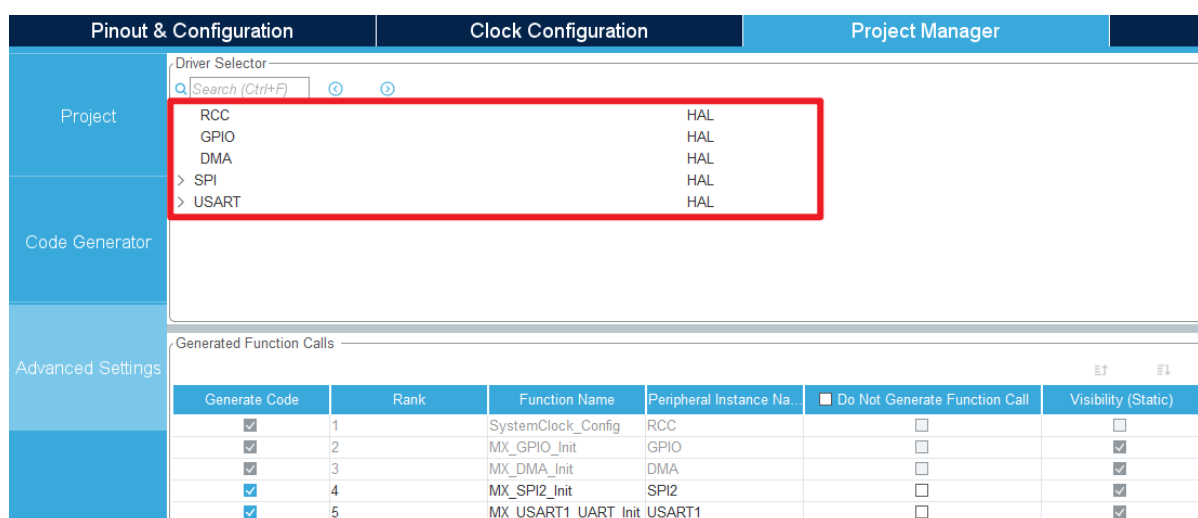 Pinout & Configuration Clock Configuration Project Manager
Driver Selector
Search (Ctrl+F)
Project
RCC HAL
GPIO HAL
DMA HAL
> SPI HAL
> USART HAL
Code Generator
Advanced Settings
Generated Function Calls
Generate Code Rank Function Name Peripheral Instance Na... Do Not Generate Function Call Visibility (Static)
1 SystemClock_Config RCC
2 MX_GPIO_Init GPIO
3 MX_DMA_Init DMA
4 MX_SPI2_Init SPI2
5 MX_USART1_UART_Init USART1